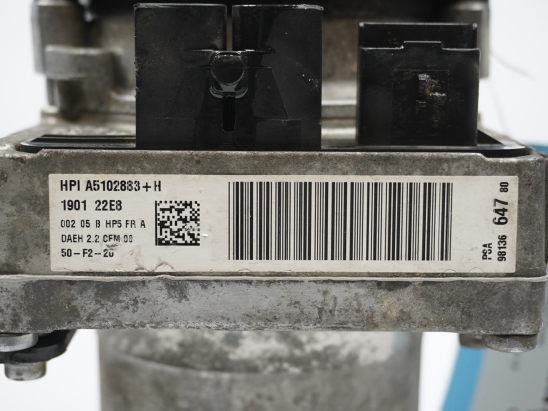 HPI A5102883+H
1901 22E8
002 05 B HP5 FR A
DAEH 2.2 CFM 00
50-F2-20
PSA
98136 647 80